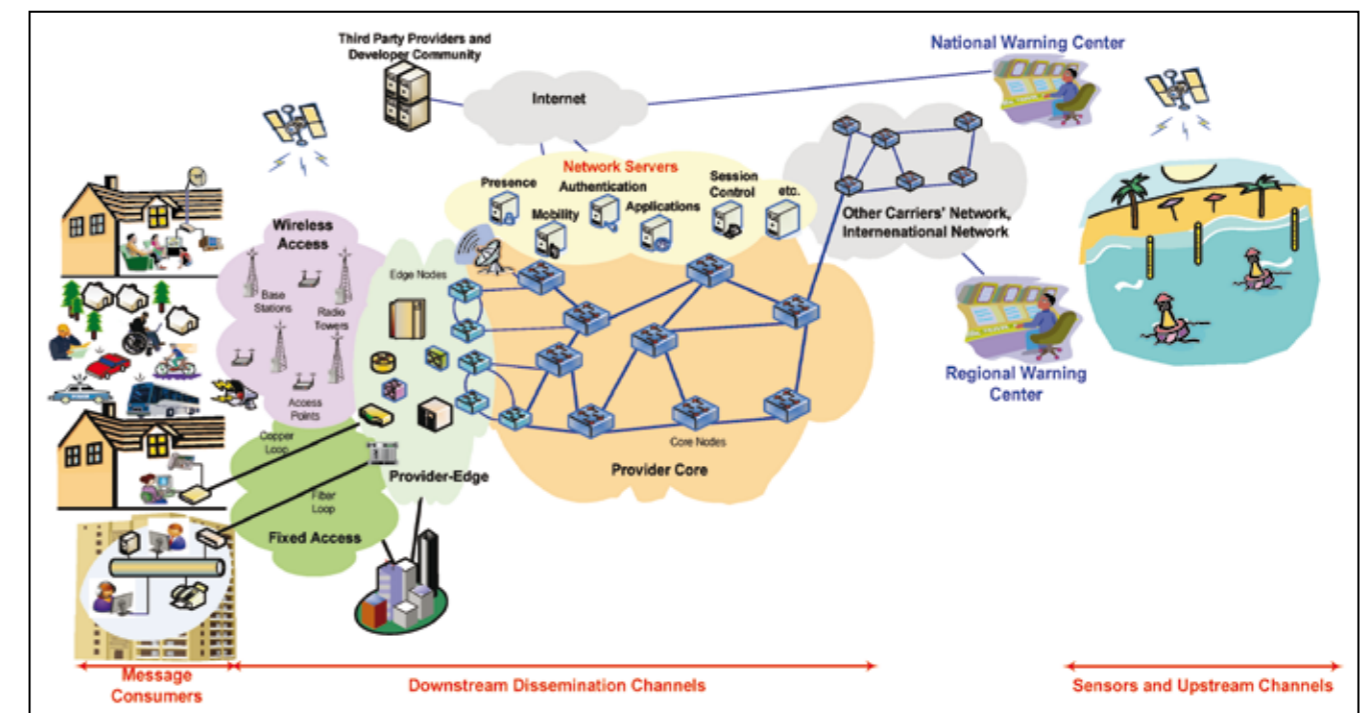 Third Party Providers and
Developer Community
Internet
National Warning Center
Network Servers
Presence
Authentication
Session
Control
etc.
Mobility
Applications
Other Carriers' Network,
Internenational Network
Wireless
Access
Base
Stations
Radio
Towers
Access
Points
Edge Nodes
Regional Warning
Center
Copper
Loop
Core Nodes
Provider Core
Provider-Edge
Fiber
Loop
Fixed Access
Message
Consumers
Downstream Dissemination Channels
Sensors and Upstream Channels